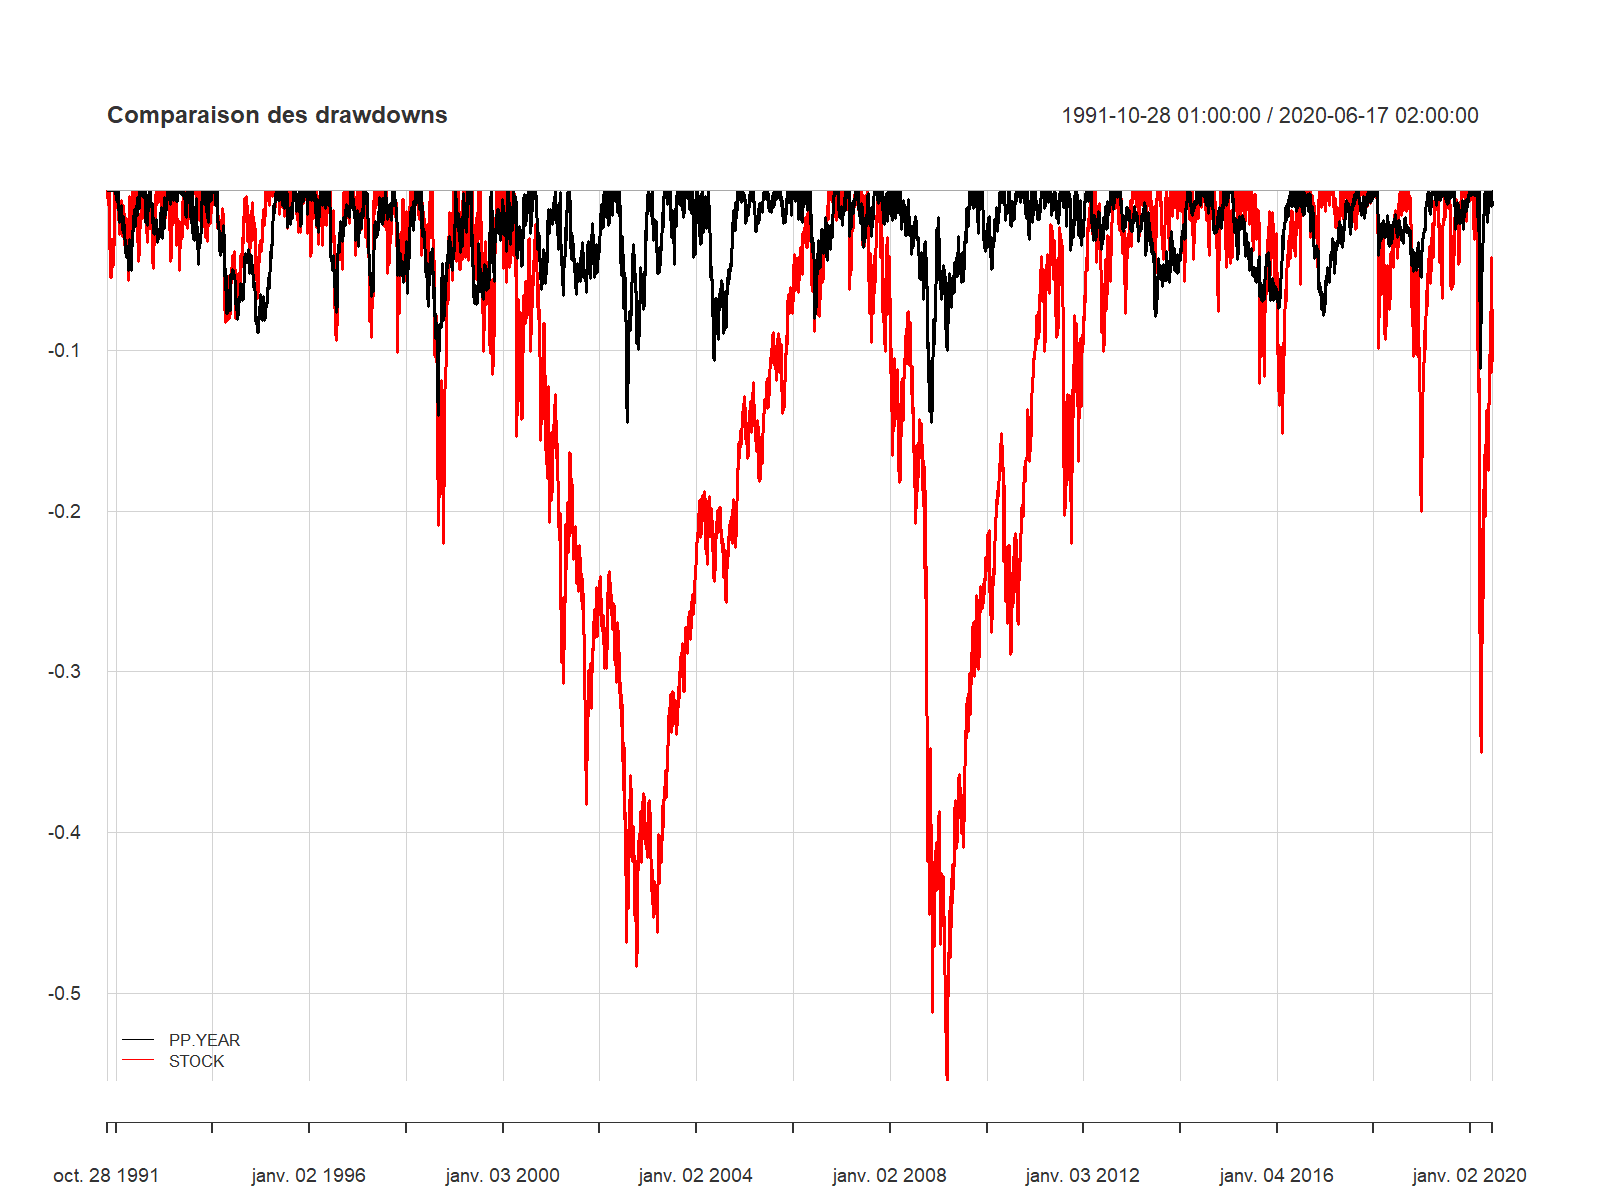 Comparaison des drawdowns
1991-10-28 01:00:00 / 2020-06-17 02:00:00
-0.1
-0.2
-0.3
-0.4
-0.5
PP.YEAR
STOCK
oct. 28 1991 janv. 02 1996 janv. 03 2000 janv. 02 2004 janv. 02 2008 janv. 03 2012 janv. 04 2016 janv. 02 2020